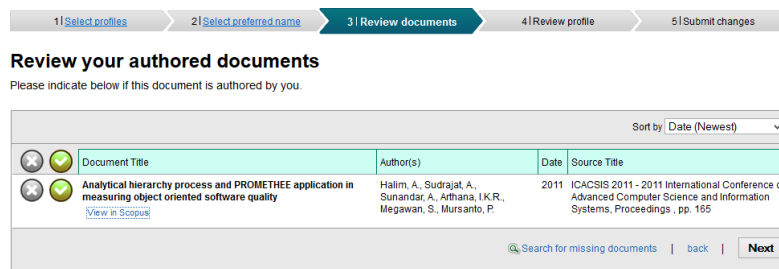 1 | Select profiles 2 | Select preferred name 3 | Review documents 4 | Review profile 5 | Submit changes
Review your authored documents
Please indicate below if this document is authored by you.
Sort by Date (Newest)
Document Title Author(s) Date Source Title
Analytical hierarchy process and PROMETHEE application in Halim, A., Sudrajat, A., 2011 ICACSIS 2011 - 2011 International Conference
measuring object oriented software quality Sunandar, A., Arthana, I.K.R., Advanced Computer Science and Information
View in Scopus Megawan, S., Mursanto, P. Systems, Proceedings , pp. 165
Search for missing documents | back | Next